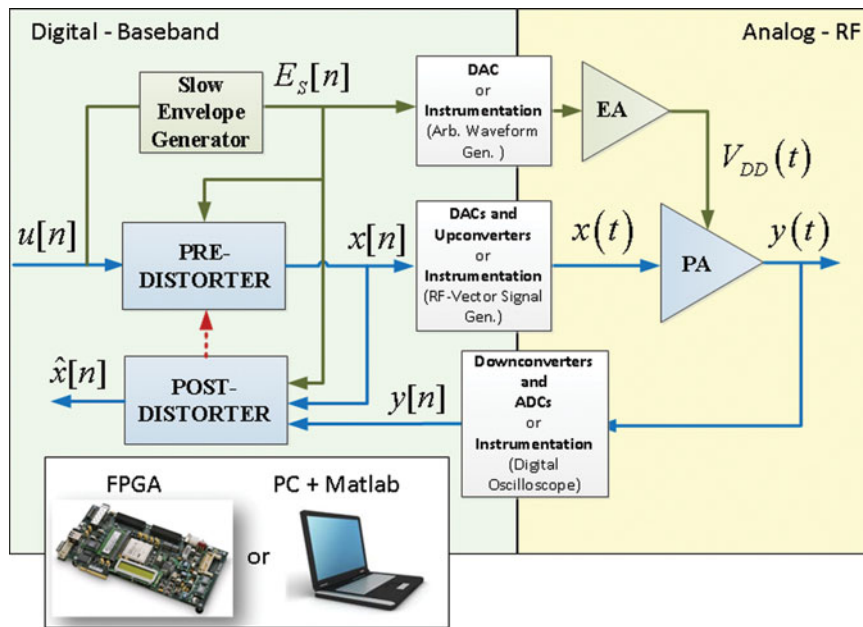 Digital - Baseband
Analog - RF
Slow
Envelope
Generator
E_S[n]
DAC
or
Instrumentation
(Arb. Waveform
Gen. )
EA
V_DD(t)
u[n]
PRE-
DISTORTER
x[n]
DACs and
Upconverters
or
Instrumentation
(RF-Vector Signal
Gen.)
x(t)
PA
y(t)
x̂[n]
POST-
DISTORTER
y[n]
Downconverters
and
ADCs
or
Instrumentation
(Digital
Oscilloscope)
FPGA
or
PC + Matlab